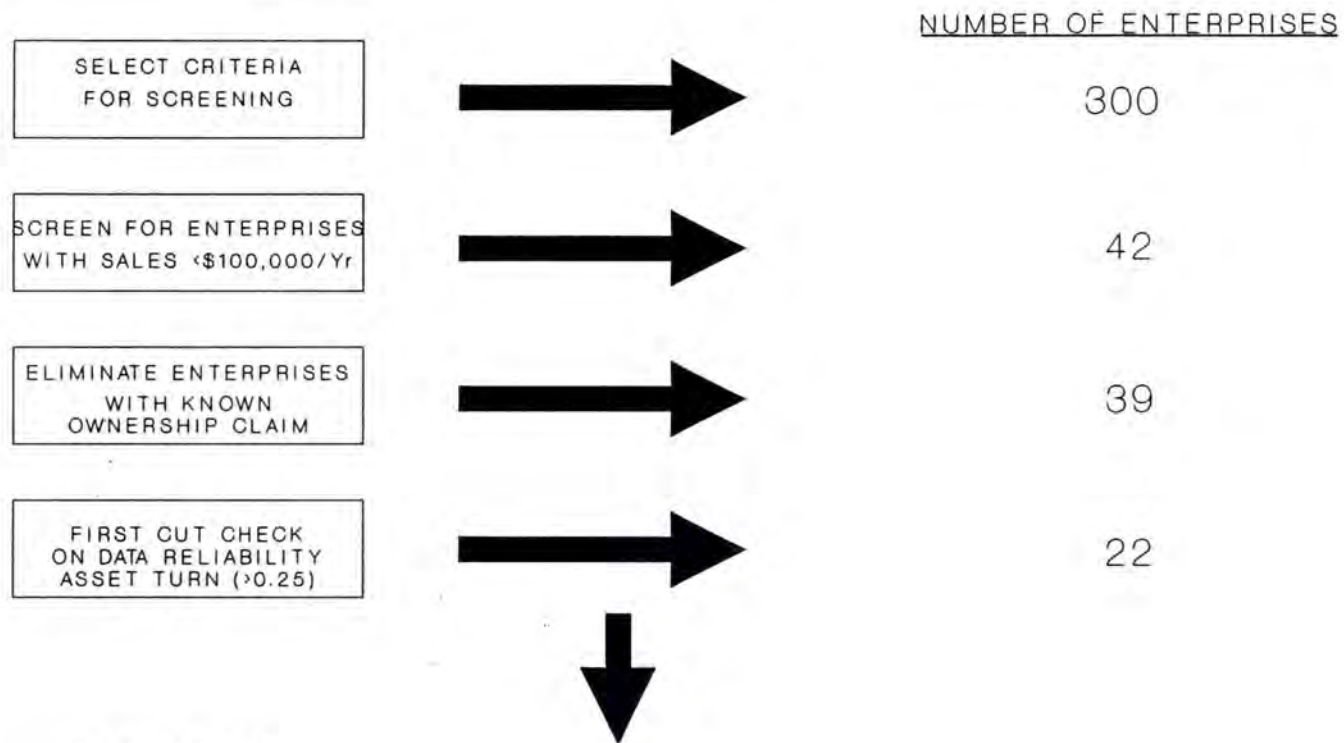 NUMBER OF ENTERPRISES
SELECT CRITERIA
FOR SCREENING
300
SCREEN FOR ENTERPRISES
WITH SALES <$100,000/Yr
42
ELIMINATE ENTERPRISES
WITH KNOWN
OWNERSHIP CLAIM
39
FIRST CUT CHECK
ON DATA RELIABILITY
ASSET TURN (>0.25)
22